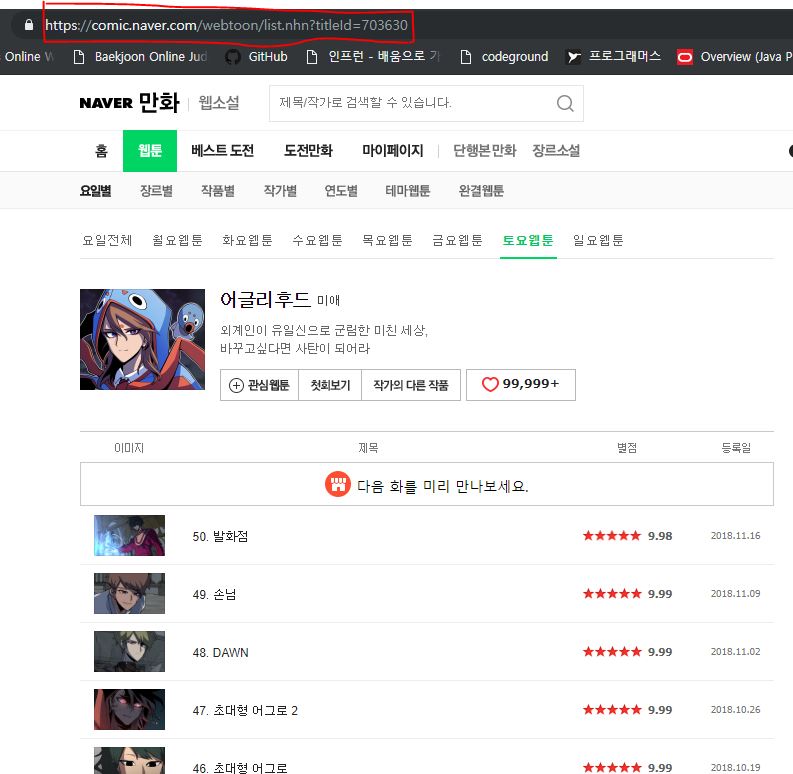 https://comic.naver.com/webtoon/list.nhn?titleId=703630
Online Baekjoon Online Jud GitHub 인프런 - 배움으로 codeground 프로그래머스 Overview (Java P
NAVER 만화 웹소설 제목/작가로 검색할 수 있습니다.
홈 웹툰 베스트 도전 도전만화 마이페이지 단행본만화 장르소설
요일별 장르별 작품별 작가별 연도별 테마웹툰 완결웹툰
요일전체 월요웹툰 화요웹툰 수요웹툰 목요웹툰 금요웹툰 토요웹툰 일요웹툰
어글리후드 미애
외계인이 유일신으로 군림한 미친 세상,
바꾸고싶다면 사탄이 되어라
관심웹툰 첫회보기 작가의 다른 작품 99,999+
이미지 제목 별점 등록일
다음 화를 미리 만나보세요.
50. 발화점 ★★★★★ 9.98 2018.11.16
49. 손님 ★★★★★ 9.99 2018.11.09
48. DAWN ★★★★★ 9.99 2018.11.02
47. 초대형 어그로 2 ★★★★★ 9.99 2018.10.26
46. 초대형 어그로 ★★★★★ 9.99 2018.10.19